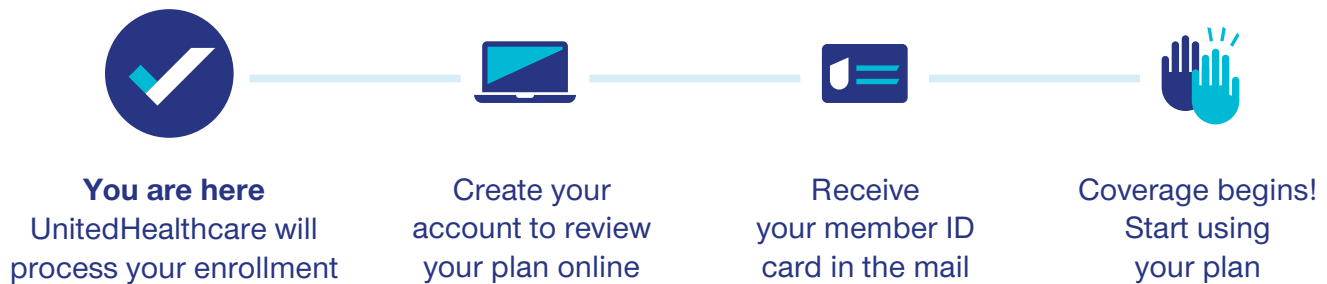 You are here
UnitedHealthcare will
process your enrollment
Create your
account to review
your plan online
Receive
your member ID
card in the mail
Coverage begins!
Start using
your plan